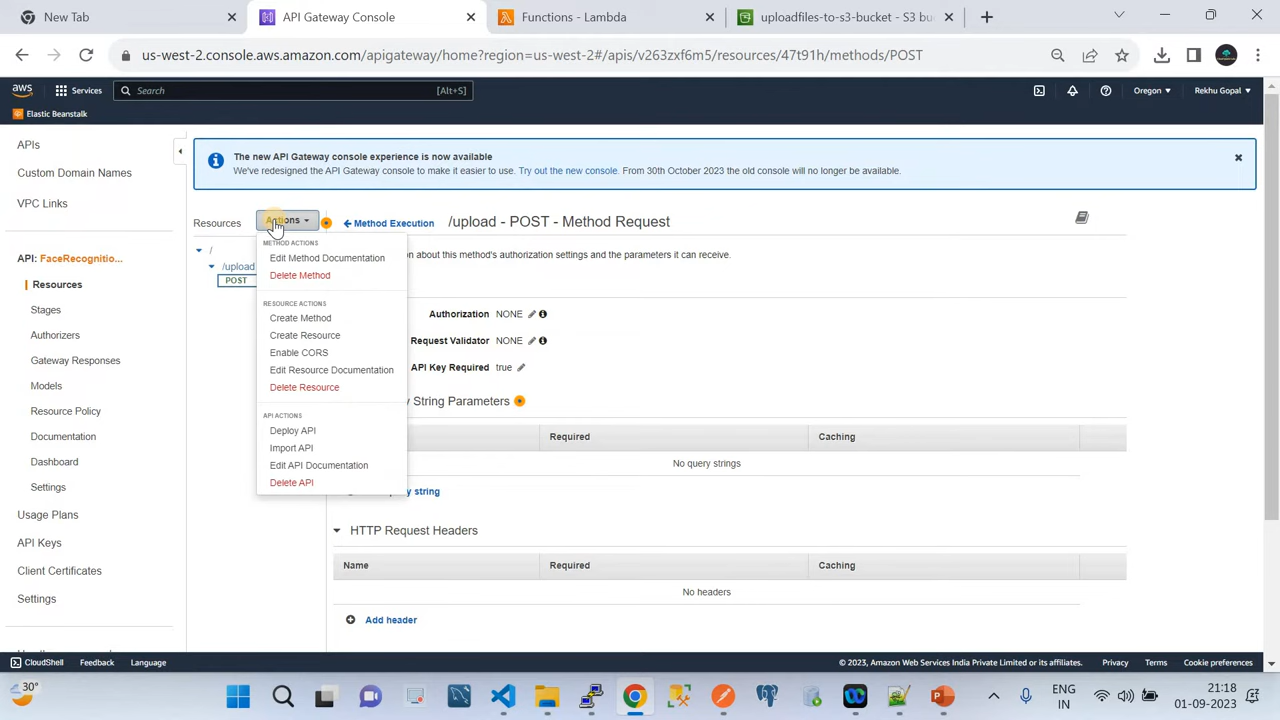 New Tab
API Gateway Console
Functions - Lambda
uploadfiles-to-s3-bucket - S3 bu
us-west-2.console.aws.amazon.com/apigateway/home?region=us-west-2#/apis/v263zxf6m5/resources/47t91h/methods/POST
aws
Services
Search
[Alt+S]
Oregon
Rekhu Gopal
Elastic Beanstalk
APIs
Custom Domain Names
VPC Links
API: FaceRecognitio...
Resources
Stages
Authorizers
Gateway Responses
Models
Resource Policy
Documentation
Dashboard
Settings
Usage Plans
API Keys
Client Certificates
Settings
The new API Gateway console experience is now available
We've redesigned the API Gateway console to make it easier to use. Try out the new console. From 30th October 2023 the old console will no longer be available.
Resources
Actions
Method Execution
/upload - POST - Method Request
/
/upload
POST
METHOD ACTIONS
Edit Method Documentation
Delete Method
RESOURCE ACTIONS
Create Method
Create Resource
Enable CORS
Edit Resource Documentation
Delete Resource
API ACTIONS
Deploy API
Import API
Edit API Documentation
Delete API
about this method's authorization settings and the parameters it can receive.
Authorization NONE
Request Validator NONE
API Key Required true
String Parameters
Required
Caching
No query strings
string
HTTP Request Headers
Name
Required
Caching
No headers
Add header
CloudShell
Feedback
Language
© 2023, Amazon Web Services India Private Limited or its affiliates.
Privacy
Terms
Cookie preferences
30°
ENG
IN
21:18
01-09-2023